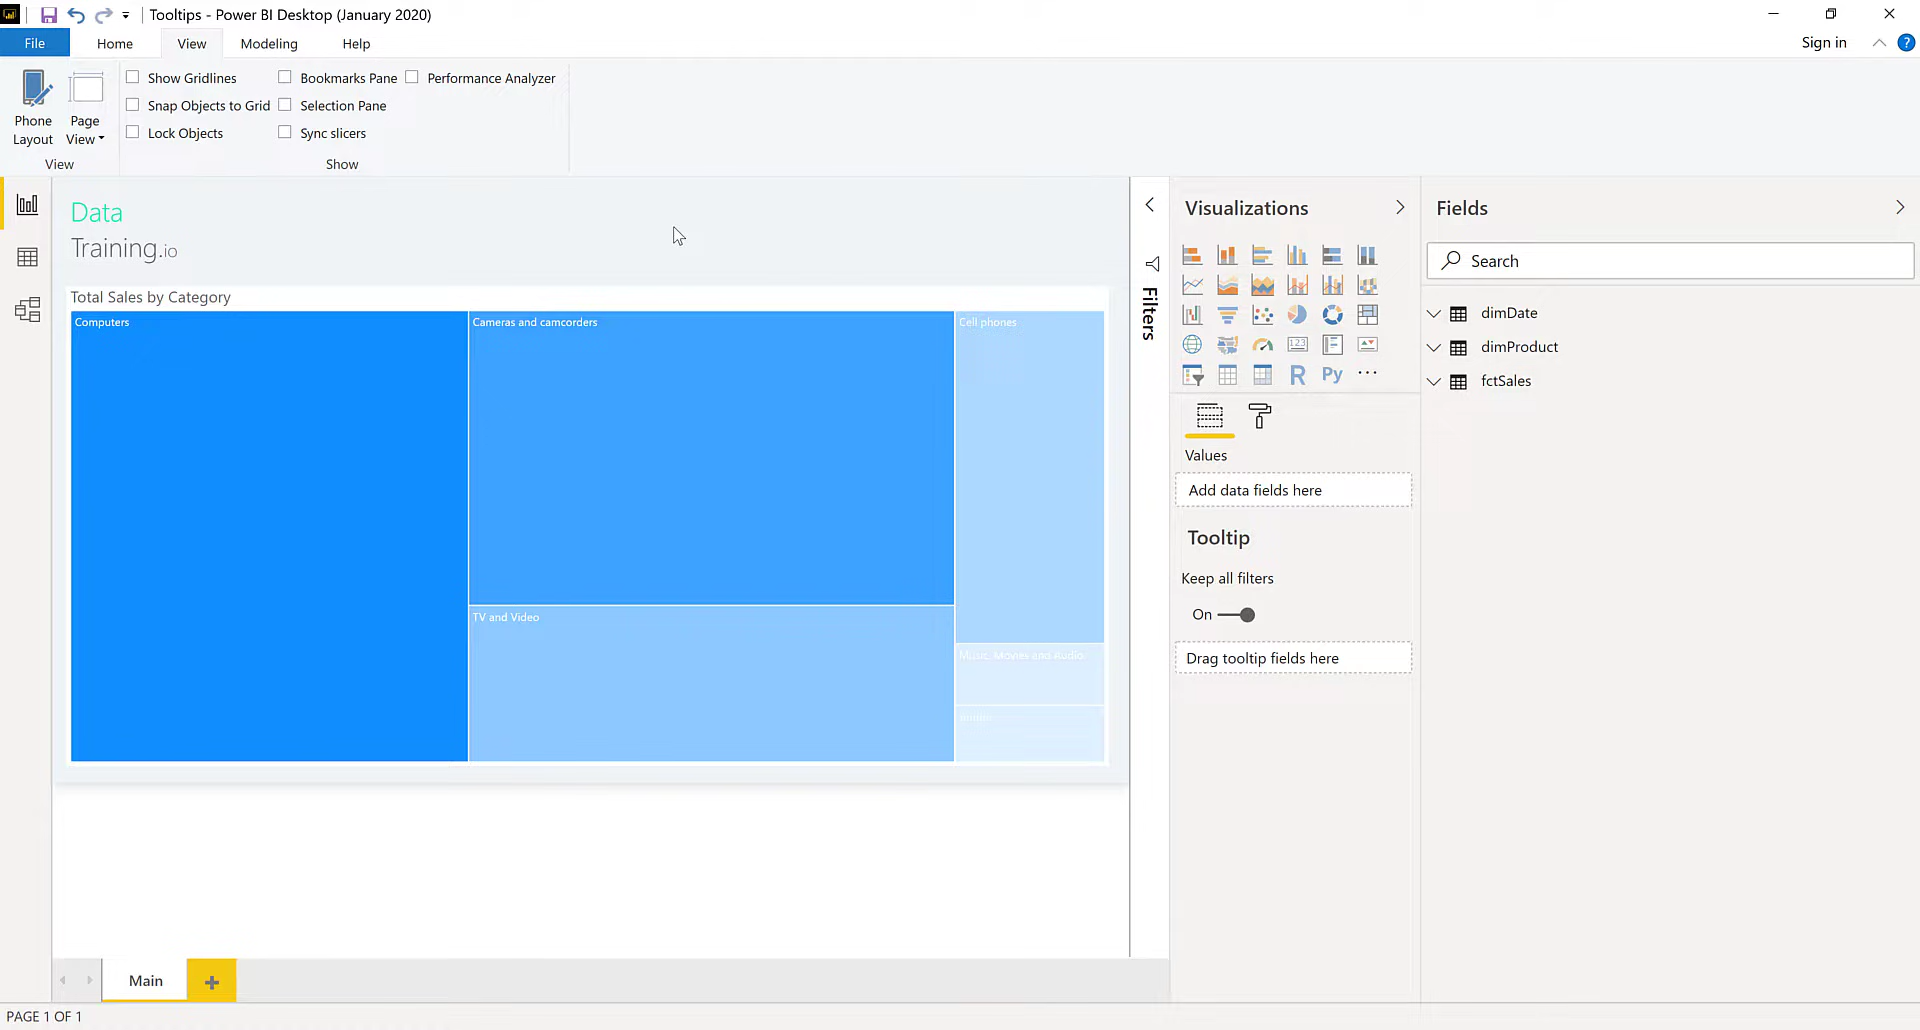 Tooltips - Power BI Desktop (January 2020)
File Home View Modeling Help Sign in ?
Show Gridlines Bookmarks Pane Performance Analyzer
Snap Objects to Grid Selection Pane
Lock Objects Sync slicers
Phone Layout
Page View
View Show
Data
Training.io
Total Sales by Category
Computers
Cameras and camcorders
Cell phones
TV and Video
Music, Movies and Audio
Filters
Visualizations
123
R Py ...
Values
Add data fields here
Tooltip
Keep all filters
On
Drag tooltip fields here
Fields
Search
dimDate
dimProduct
fctSales
Main +
PAGE 1 OF 1